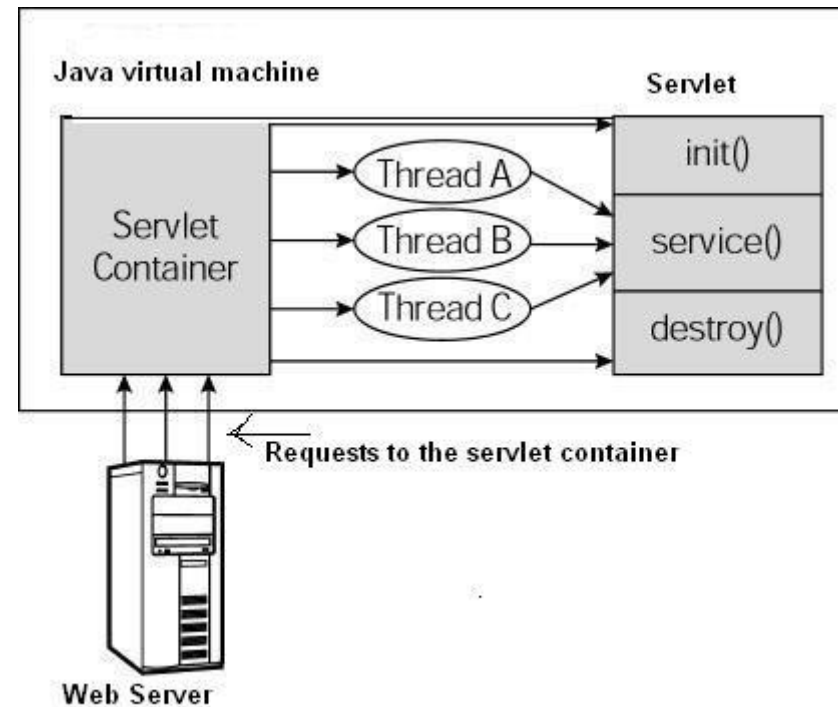 Java virtual machine
Servlet
Servlet
Container
Thread A
Thread B
Thread C
init()
service()
destroy()
Requests to the servlet container
Web Server